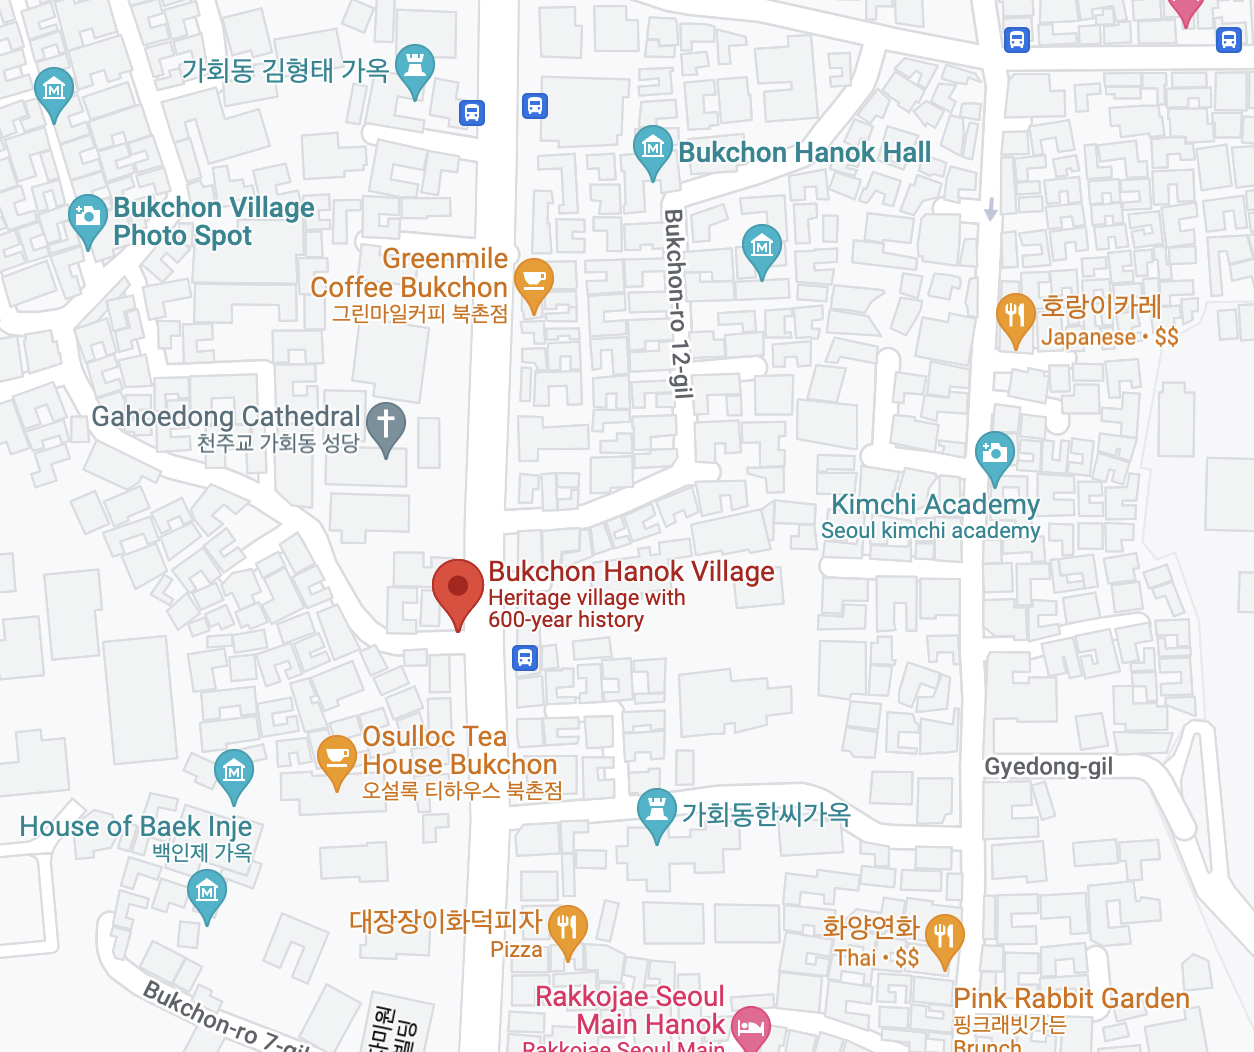 가회동 김형태 가옥
Bukchon Hanok Hall
Bukchon Village
Photo Spot
Bukchon-ro 12-gil
Greenmile
Coffee Bukchon
그린마일커피 북촌점
호랑이카레
Japanese • $$
Gahoedong Cathedral
천주교 가회동 성당
Kimchi Academy
Seoul kimchi academy
Bukchon Hanok Village
Heritage village with
600-year history
Osulloc Tea
House Bukchon
오설록 티하우스 북촌점
Gyedong-gil
가회동한씨가옥
House of Baek Inje
백인제 가옥
대장장이화덕피자
Pizza
화양연화
Thai • $$
Bukchon-ro 7-gil
Rakkojae Seoul
Main Hanok
Rakkojae Seoul Main
Pink Rabbit Garden
핑크래빗가든
Brunch